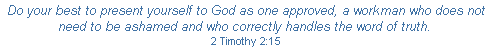 Do your best to present yourself to God as one approved, a workman who does not
need to be ashamed and who correctly handles the word of truth.
2 Timothy 2:15